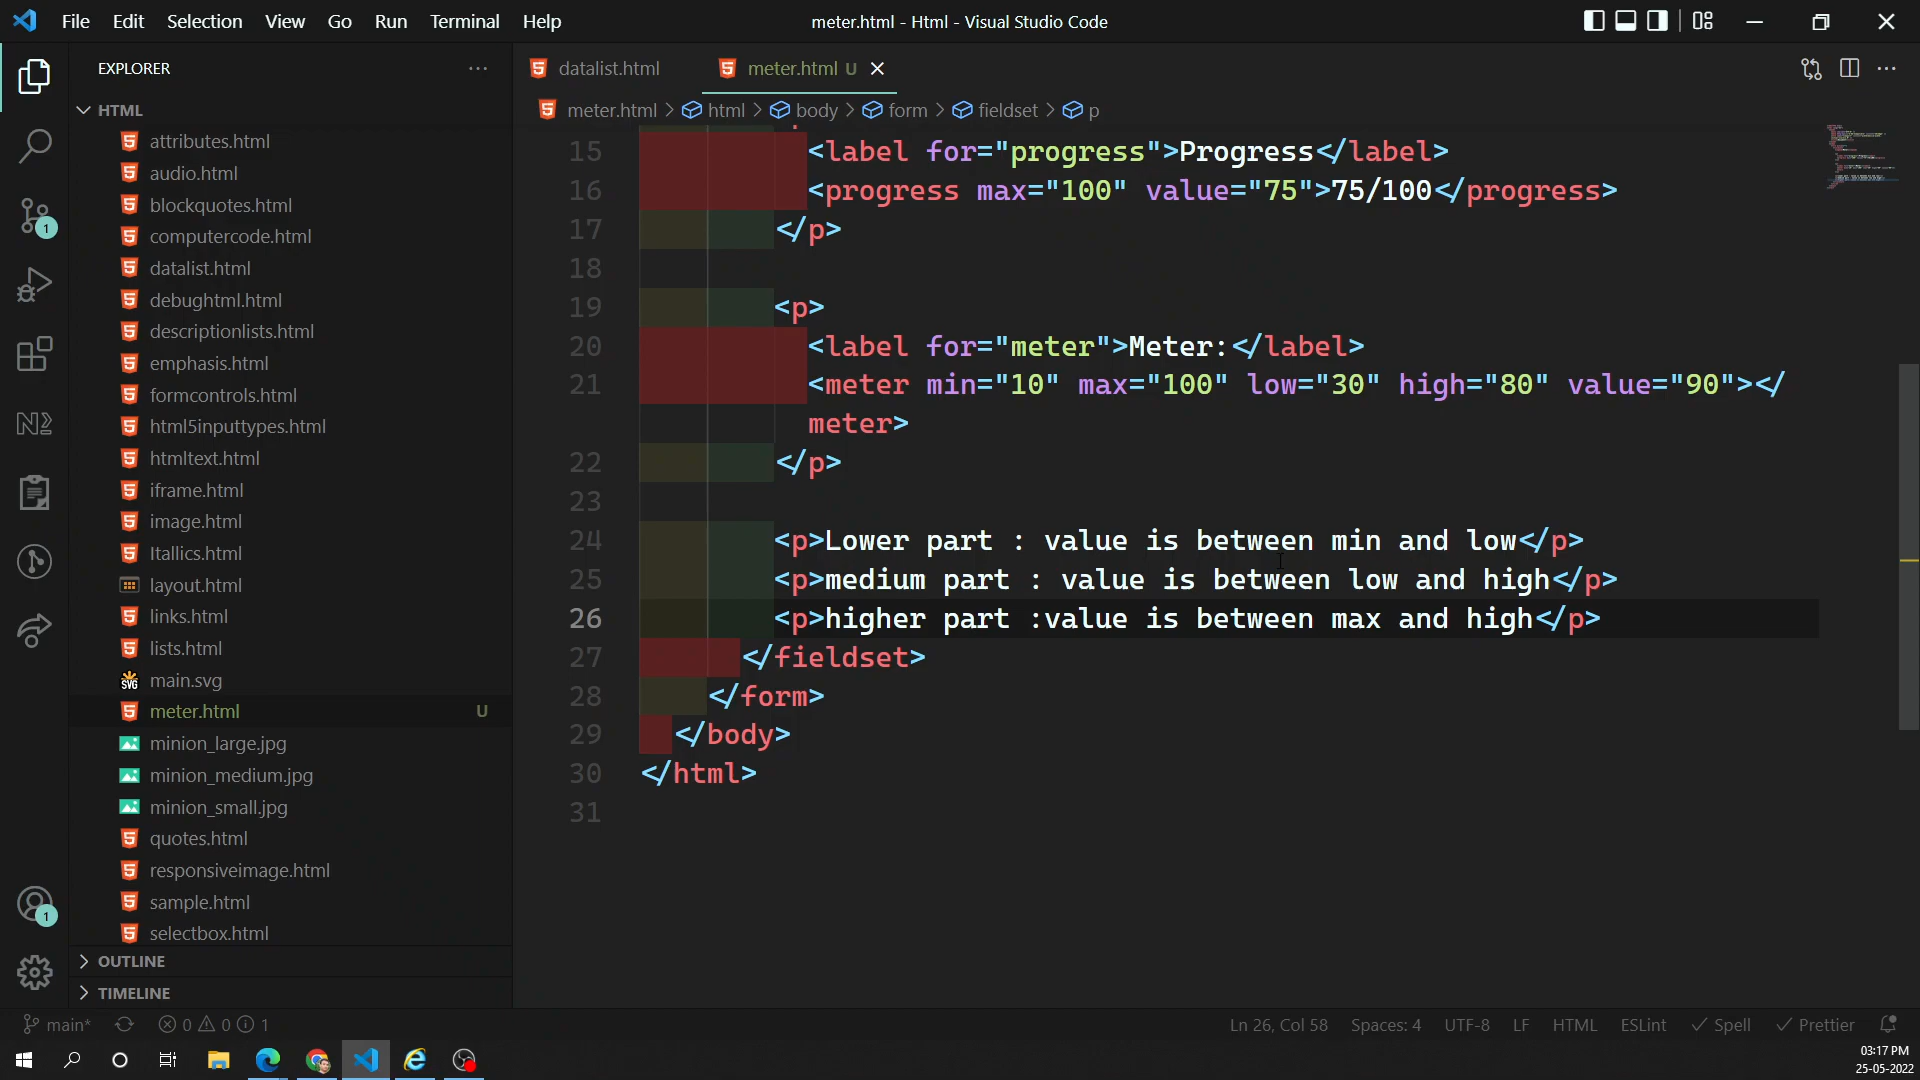 File Edit Selection View Go Run Terminal Help
meter.html - Html - Visual Studio Code
EXPLORER
HTML
attributes.html
audio.html
blockquotes.html
computercode.html
datalist.html
debughtml.html
descriptionlists.html
emphasis.html
formcontrols.html
html5inputtypes.html
htmltext.html
iframe.html
image.html
Itallics.html
layout.html
links.html
lists.html
main.svg
meter.html U
minion_large.jpg
minion_medium.jpg
minion_small.jpg
quotes.html
responsiveimage.html
sample.html
selectbox.html
OUTLINE
TIMELINE
datalist.html meter.html U
meter.html > html > body > form > fieldset > p
15 <label for="progress">Progress</label>
16 <progress max="100" value="75">75/100</progress>
17 </p>
18
19 <p>
20 <label for="meter">Meter:</label>
21 <meter min="10" max="100" low="30" high="80" value="90"></
meter>
22 </p>
23
24 <p>Lower part : value is between min and low</p>
25 <p>medium part : value is between low and high</p>
26 <p>higher part :value is between max and high</p>
27 </fieldset>
28 </form>
29 </body>
30 </html>
31
1
1
main* 0 0 1
Ln 26, Col 58 Spaces: 4 UTF-8 LF HTML ESLint Spell Prettier
03:17 PM
25-05-2022